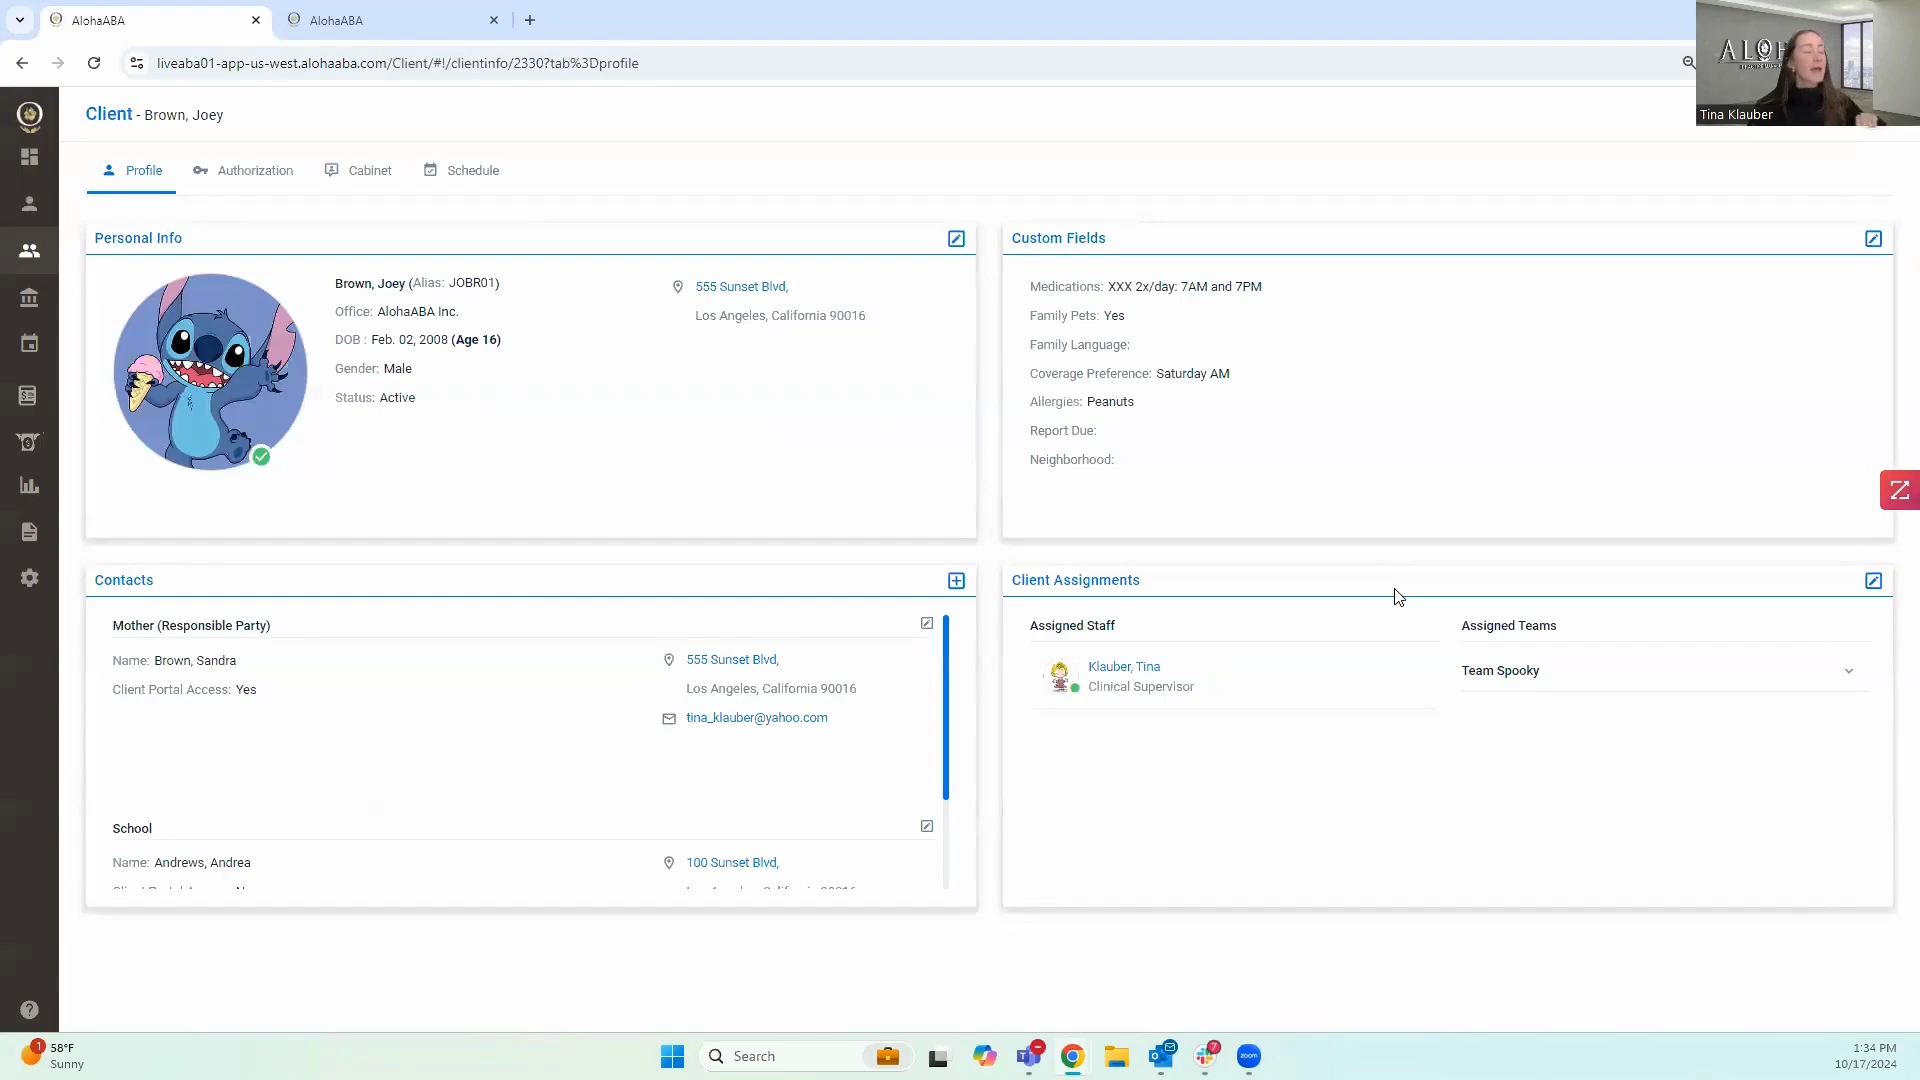 AlohaABA
AlohaABA
liveaba01-app-us-west.alohaaba.com/Client/#!/clientinfo/2330?tab%3Dprofile
ALOH
Tina Klauber
Client - Brown, Joey
Profile
Authorization
Cabinet
Schedule
Personal Info
Brown, Joey (Alias: JOBR01)
Office: AlohaABA Inc.
DOB : Feb. 02, 2008 (Age 16)
Gender: Male
Status: Active
555 Sunset Blvd,
Los Angeles, California 90016
Custom Fields
Medications: XXX 2x/day: 7AM and 7PM
Family Pets: Yes
Family Language:
Coverage Preference: Saturday AM
Allergies: Peanuts
Report Due:
Neighborhood:
Contacts
Mother (Responsible Party)
Name: Brown, Sandra
Client Portal Access: Yes
555 Sunset Blvd,
Los Angeles, California 90016
tina_klauber@yahoo.com
School
Name: Andrews, Andrea
100 Sunset Blvd,
Client Assignments
Assigned Staff
Klauber, Tina
Clinical Supervisor
Assigned Teams
Team Spooky
1
58°F
Sunny
Search
7
zoom
1:34 PM
10/17/2024